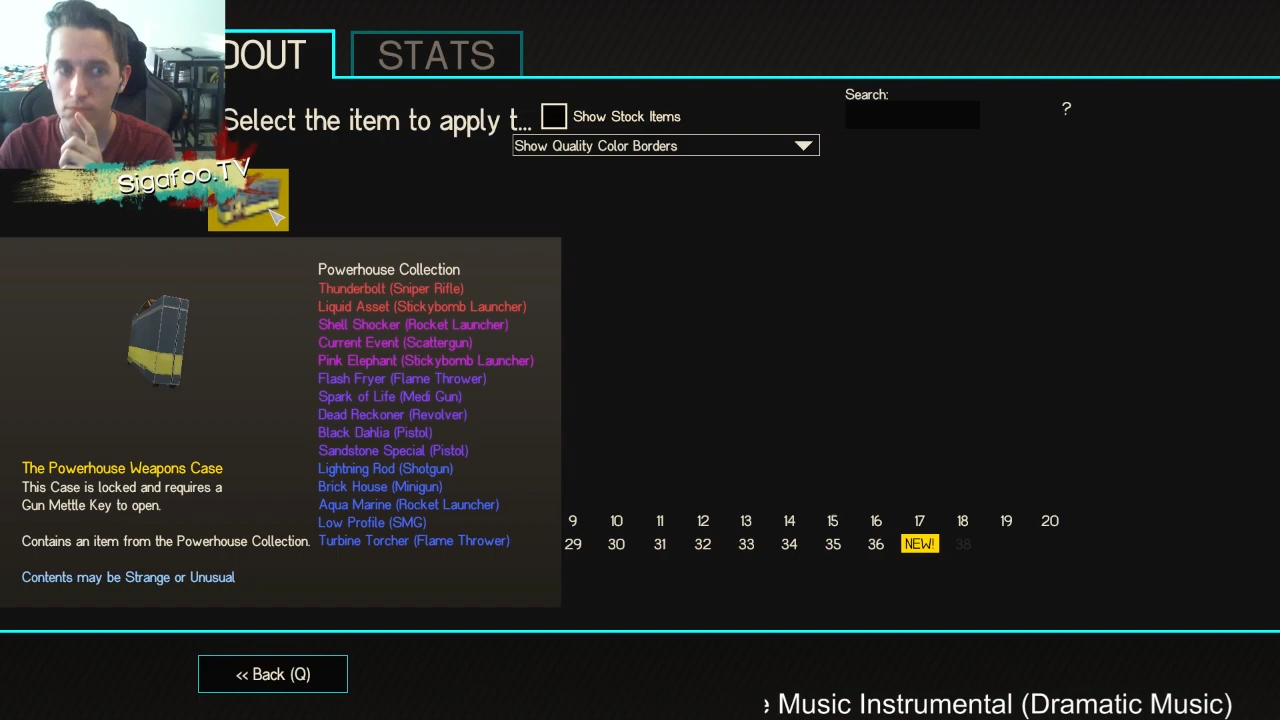 DOUT
STATS
Select the item to apply t...
Show Stock Items
Search:
?
Show Quality Color Borders
Sigafoo.TV
Powerhouse Collection
Thunderbolt (Sniper Rifle)
Liquid Asset (Stickybomb Launcher)
Shell Shocker (Rocket Launcher)
Current Event (Scattergun)
Pink Elephant (Stickybomb Launcher)
Flash Fryer (Flame Thrower)
Spark of Life (Medi Gun)
Dead Reckoner (Revolver)
Black Dahlia (Pistol)
Sandstone Special (Pistol)
Lightning Rod (Shotgun)
Brick House (Minigun)
Aqua Marine (Rocket Launcher)
Low Profile (SMG)
Turbine Torcher (Flame Thrower)
The Powerhouse Weapons Case
This Case is locked and requires a
Gun Mettle Key to open.
Contains an item from the Powerhouse Collection.
Contents may be Strange or Unusual
9 10 11 12 13 14 15 16 17 18 19 20
29 30 31 32 33 34 35 36 NEW! 38
<< Back (Q)
Music Instrumental (Dramatic Music)